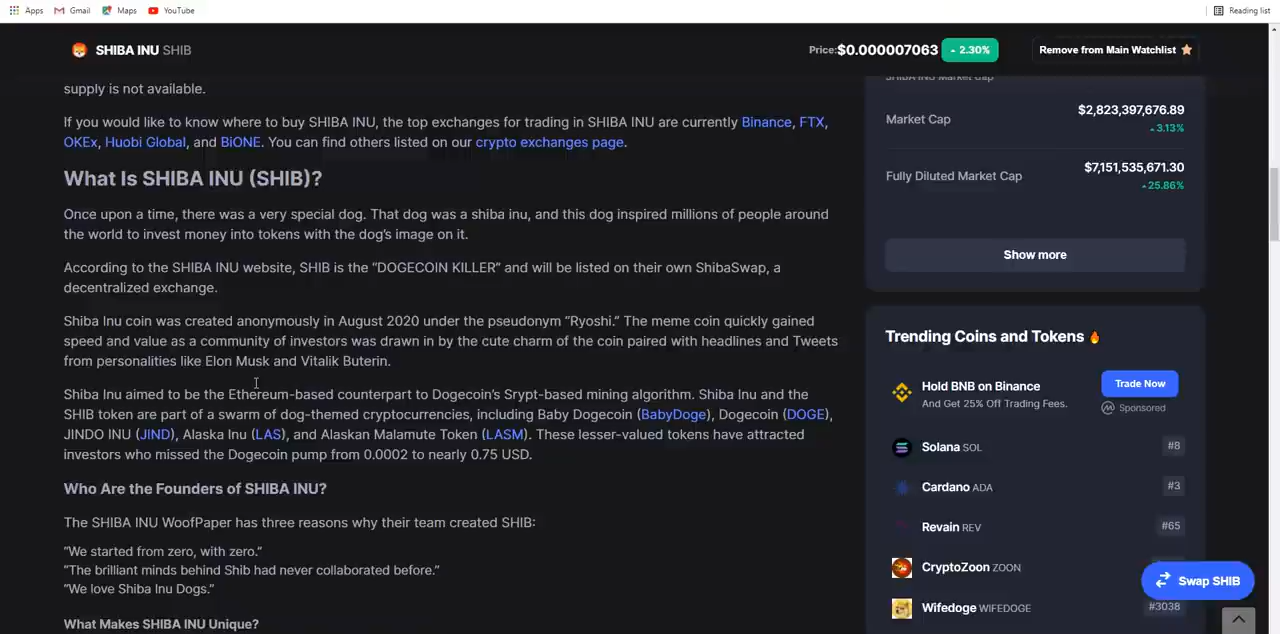 Apps Gmail Maps YouTube Reading list
SHIBA INU SHIB Price:$0.000007063 2.30% Remove from Main Watchlist
supply is not available.
If you would like to know where to buy SHIBA INU, the top exchanges for trading in SHIBA INU are currently Binance, FTX,
OKEx, Huobi Global, and BiONE. You can find others listed on our crypto exchanges page.
What Is SHIBA INU (SHIB)?
Once upon a time, there was a very special dog. That dog was a shiba inu, and this dog inspired millions of people around
the world to invest money into tokens with the dog's image on it.
According to the SHIBA INU website, SHIB is the “DOGECOIN KILLER” and will be listed on their own ShibaSwap, a
decentralized exchange.
Shiba Inu coin was created anonymously in August 2020 under the pseudonym “Ryoshi.” The meme coin quickly gained
speed and value as a community of investors was drawn in by the cute charm of the coin paired with headlines and Tweets
from personalities like Elon Musk and Vitalik Buterin.
Shiba Inu aimed to be the Ethereum-based counterpart to Dogecoin's Srypt-based mining algorithm. Shiba Inu and the
SHIB token are part of a swarm of dog-themed cryptocurrencies, including Baby Dogecoin (BabyDoge), Dogecoin (DOGE),
JINDO INU (JIND), Alaska Inu (LAS), and Alaskan Malamute Token (LASM). These lesser-valued tokens have attracted
investors who missed the Dogecoin pump from 0.0002 to nearly 0.75 USD.
Who Are the Founders of SHIBA INU?
The SHIBA INU WoofPaper has three reasons why their team created SHIB:
“We started from zero, with zero.”
“The brilliant minds behind Shib had never collaborated before.”
“We love Shiba Inu Dogs.”
What Makes SHIBA INU Unique?
SHIBA INU Market Cap
Market Cap $2,823,397,676.89
3.13%
Fully Diluted Market Cap $7,151,535,671.30
25.86%
Show more
Trending Coins and Tokens
Hold BNB on Binance Trade Now
And Get 25% Off Trading Fees. Sponsored
Solana SOL #8
Cardano ADA #3
Revain REV #65
CryptoZoon ZOON
Swap SHIB
Wifedoge WIFEDOGE #3038